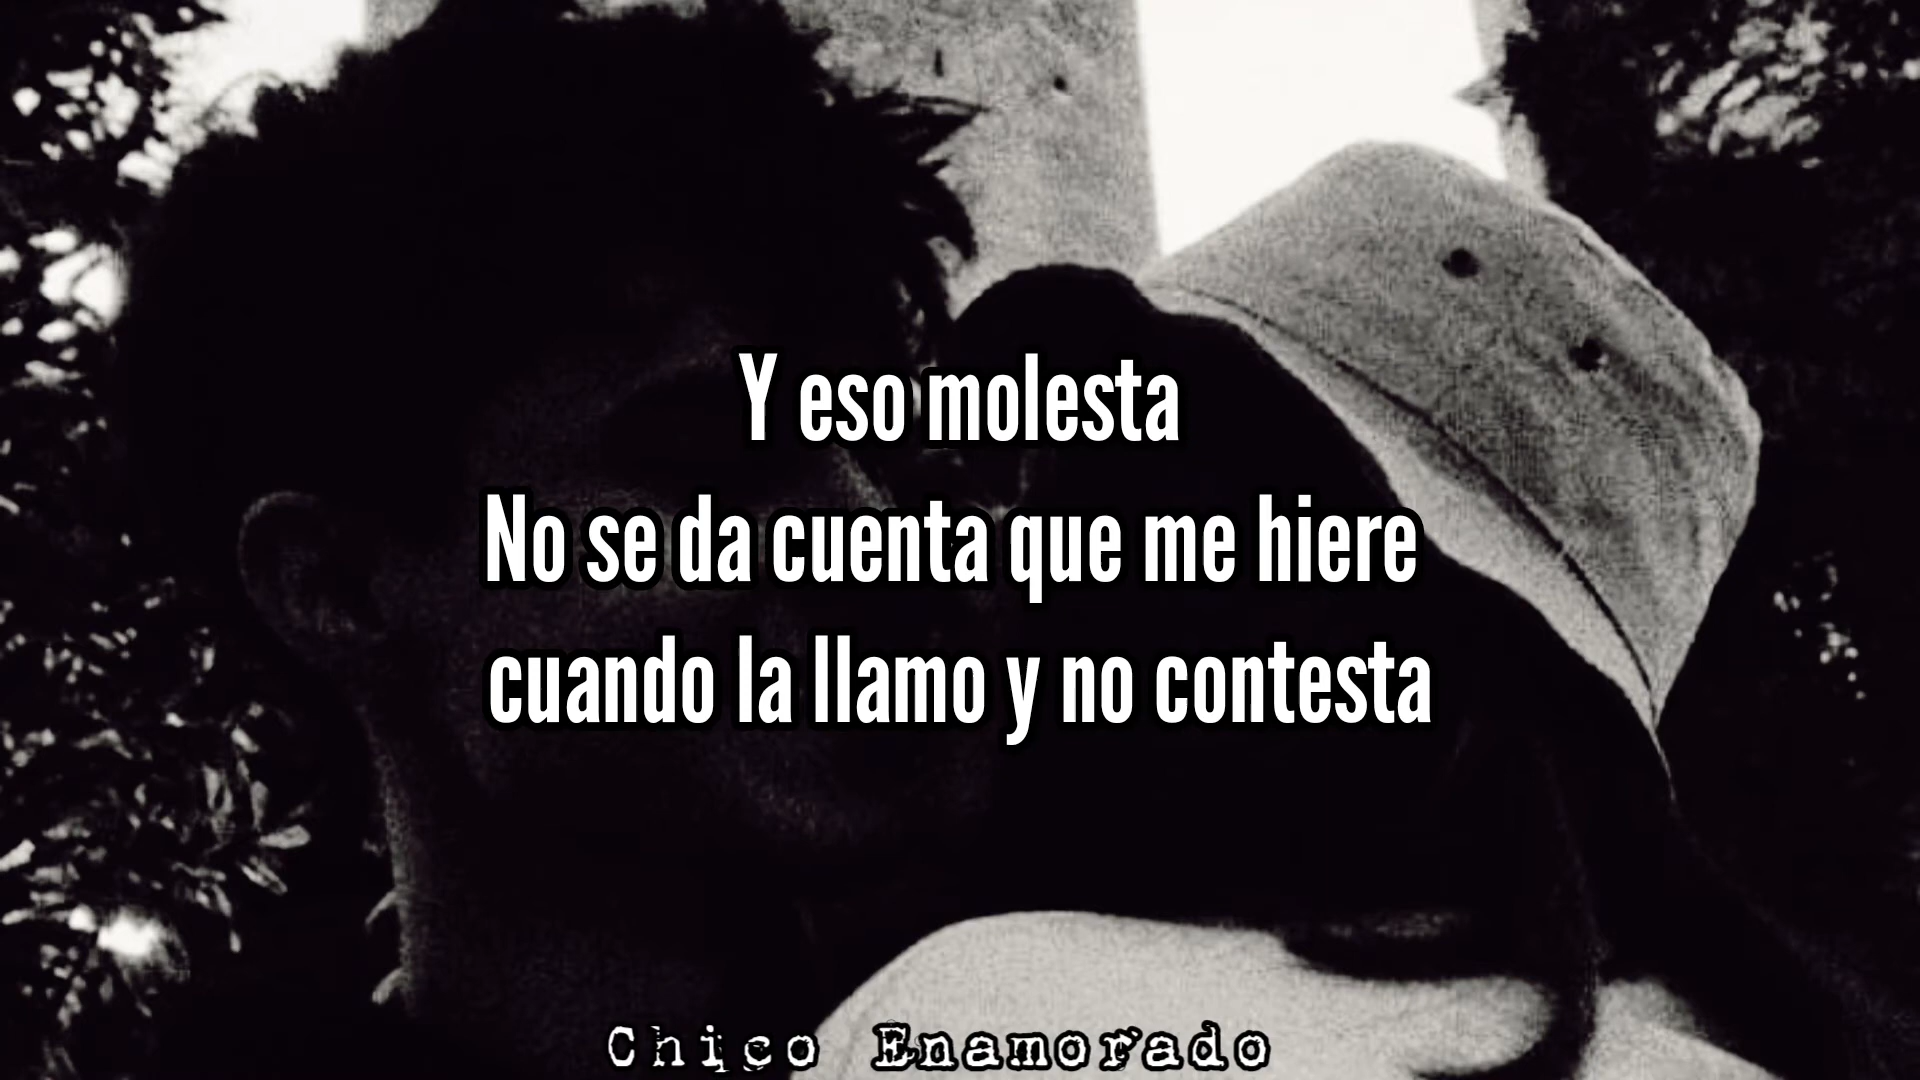 Y eso molesta
No se da cuenta que me hiere
cuando la llamo y no contesta
Chico Enamorado